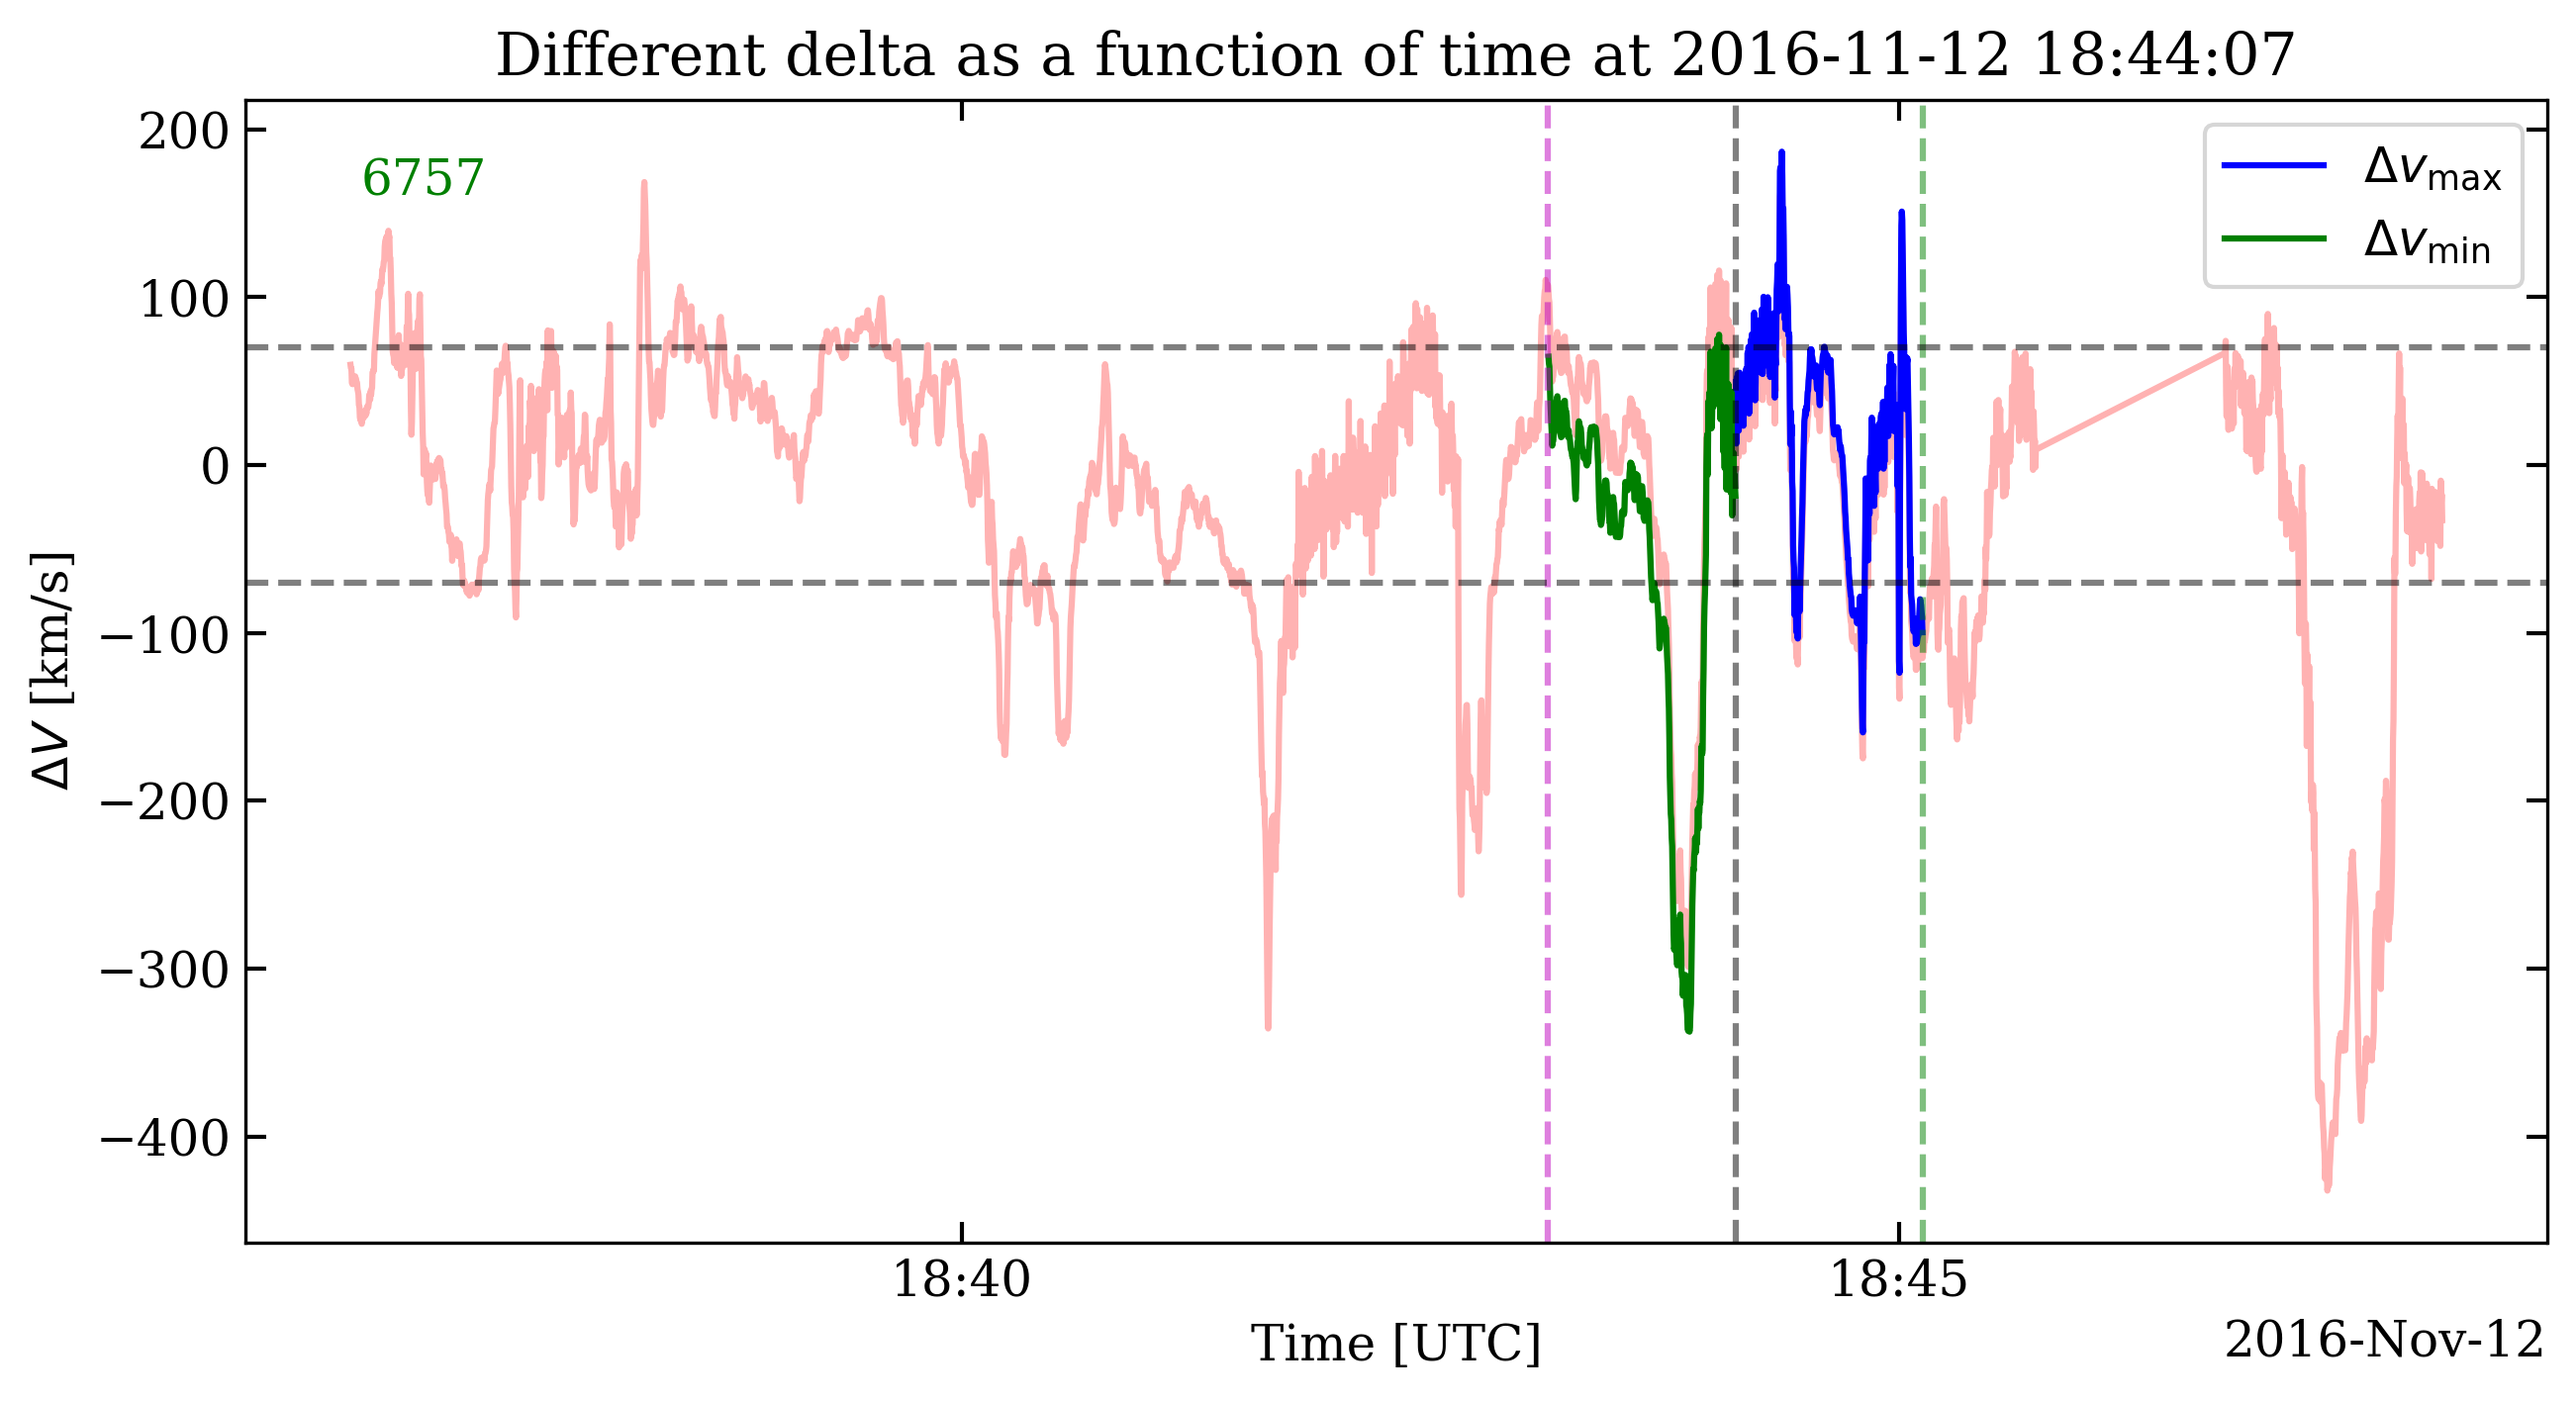 Different delta as a function of time at 2016-11-12 18:44:07
200
100
0
−100
−200
−300
−400
ΔV [km/s]
6757
Δv_max
Δv_min
18:40
18:45
Time [UTC]
2016-Nov-12